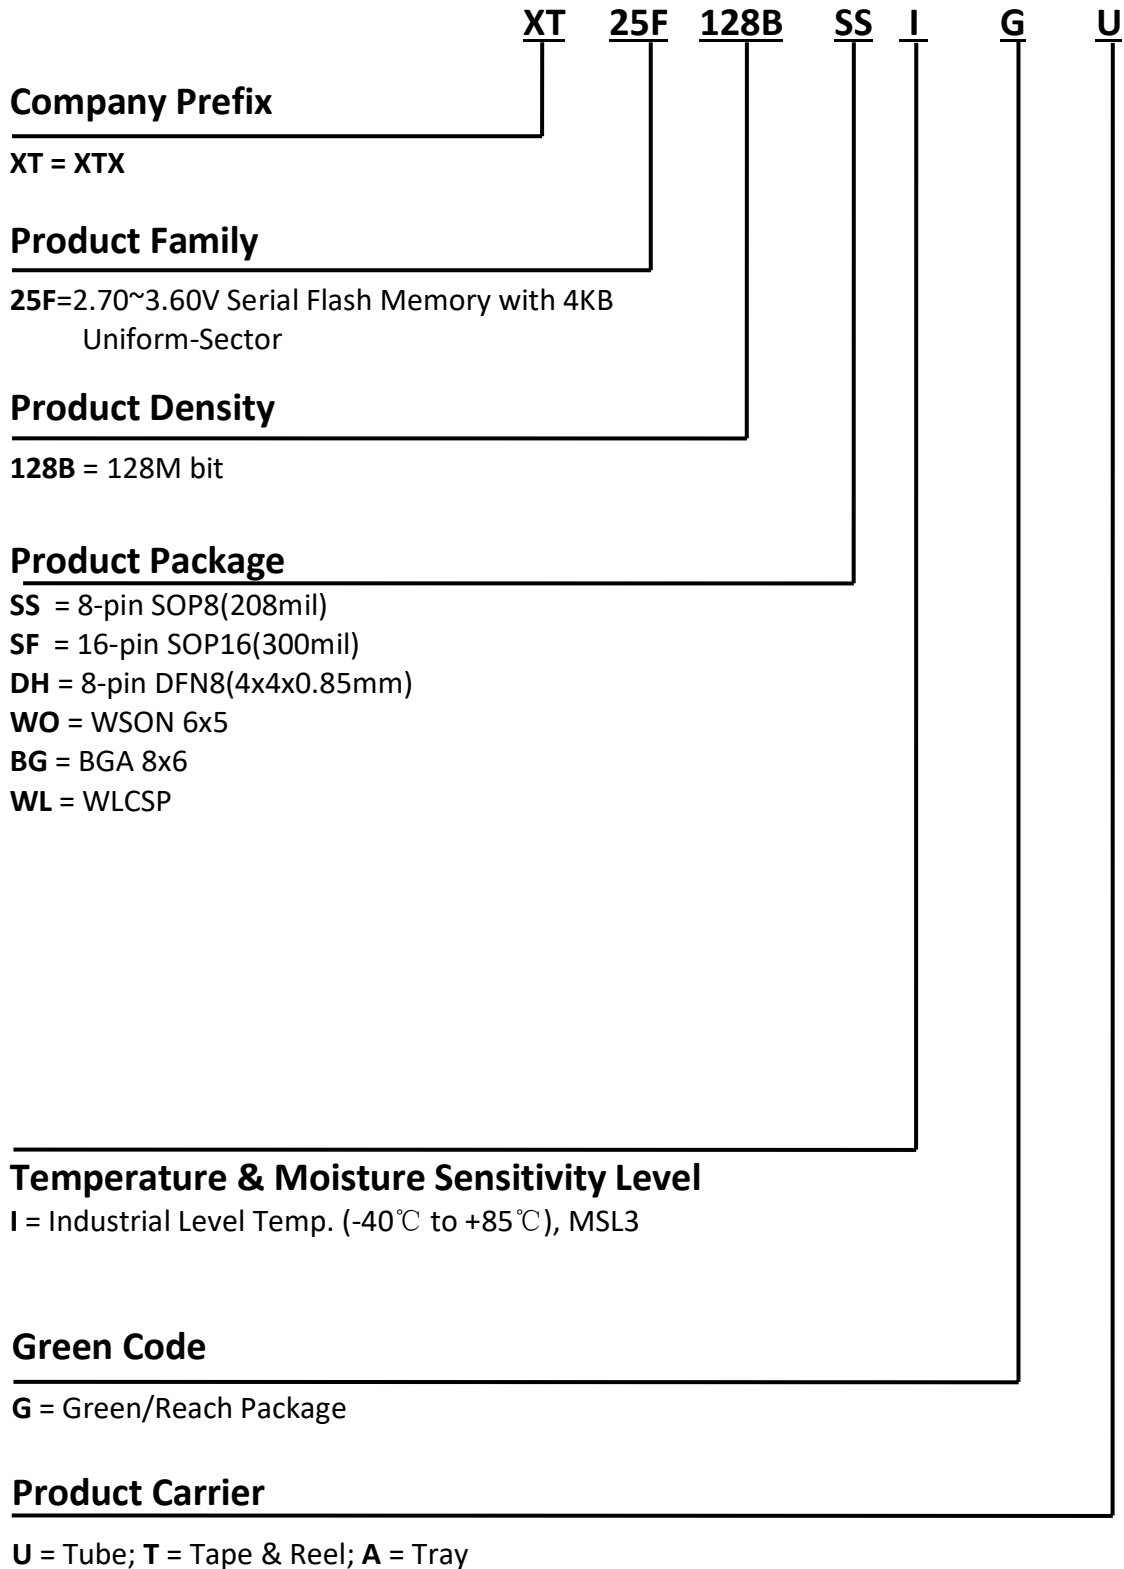 XT 25F 128B SS I G U
Company Prefix
XT = XTX
Product Family
25F=2.70~3.60V Serial Flash Memory with 4KB
Uniform-Sector
Product Density
128B = 128M bit
Product Package
SS = 8-pin SOP8(208mil)
SF = 16-pin SOP16(300mil)
DH = 8-pin DFN8(4x4x0.85mm)
WO = WSON 6x5
BG = BGA 8x6
WL = WLCSP
Temperature & Moisture Sensitivity Level
I = Industrial Level Temp. (-40℃ to +85℃), MSL3
Green Code
G = Green/Reach Package
Product Carrier
U = Tube; T = Tape & Reel; A = Tray